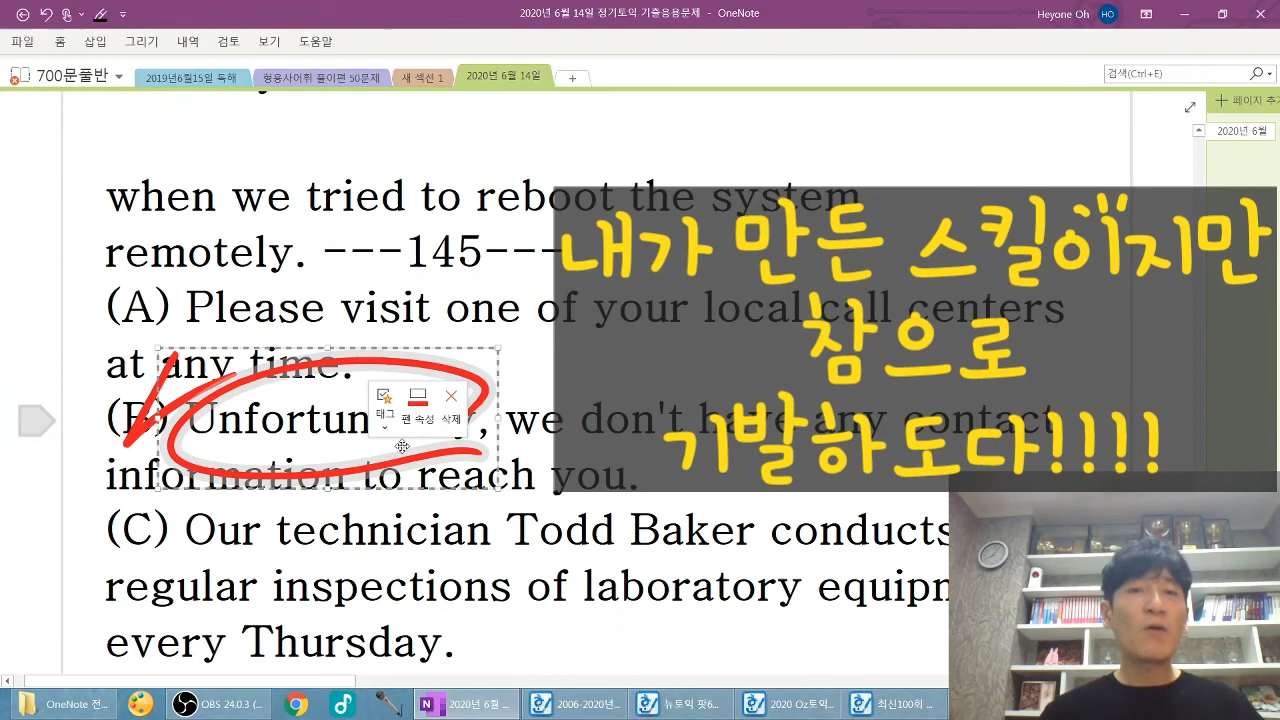 2020년 6월 14일 정기토익 기출응용문제 - OneNote
Heyone Oh HO
파일 홈 삽입 그리기 내역 검토 보기 도움말
700문풀반 2019년6월15일 독해 형용사어휘 풀이편 50문제 새 섹션 1 2020년 6월 14일
검색(Ctrl+E)
페이지 추가
2020년 6월
when we tried to reboot the system
remotely. ---145---
(A) Please visit one of your local call centers
at any time.
(B) Unfortun y, we don't have any contact
information to reach you.
(C) Our technician Todd Baker conducts
regular inspections of laboratory equipm
every Thursday.
태그 펜 속성 삭제
내가 만든 스킬이지만
참으로
기발하도다!!!!
OneNote 전... OBS 24.0.3 (... 2020년 6월 ... 2006-2020년... 뉴토익 팟6... 2020 Oz토익... 최신100회 ...